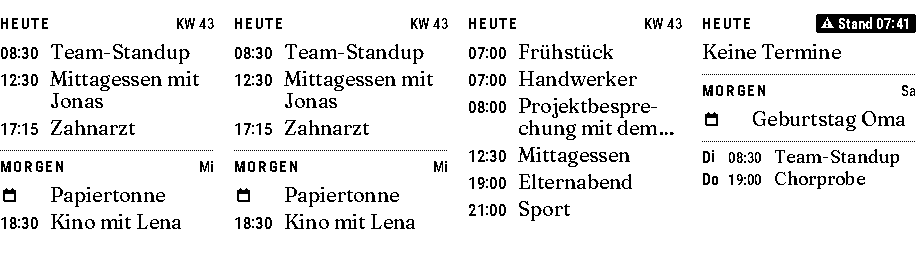 HEUTE KW 43
08:30 Team-Standup
12:30 Mittagessen mit
Jonas
17:15 Zahnarzt
MORGEN Mi
Papiertonne
18:30 Kino mit Lena
HEUTE KW 43
08:30 Team-Standup
12:30 Mittagessen mit
Jonas
17:15 Zahnarzt
MORGEN Mi
Papiertonne
18:30 Kino mit Lena
HEUTE KW 43
07:00 Frühstück
07:00 Handwerker
08:00 Projektbespre-
chung mit dem...
12:30 Mittagessen
19:00 Elternabend
21:00 Sport
HEUTE Stand 07:41
Keine Termine
MORGEN Sa
Geburtstag Oma
Di 08:30 Team-Standup
Do 19:00 Chorprobe